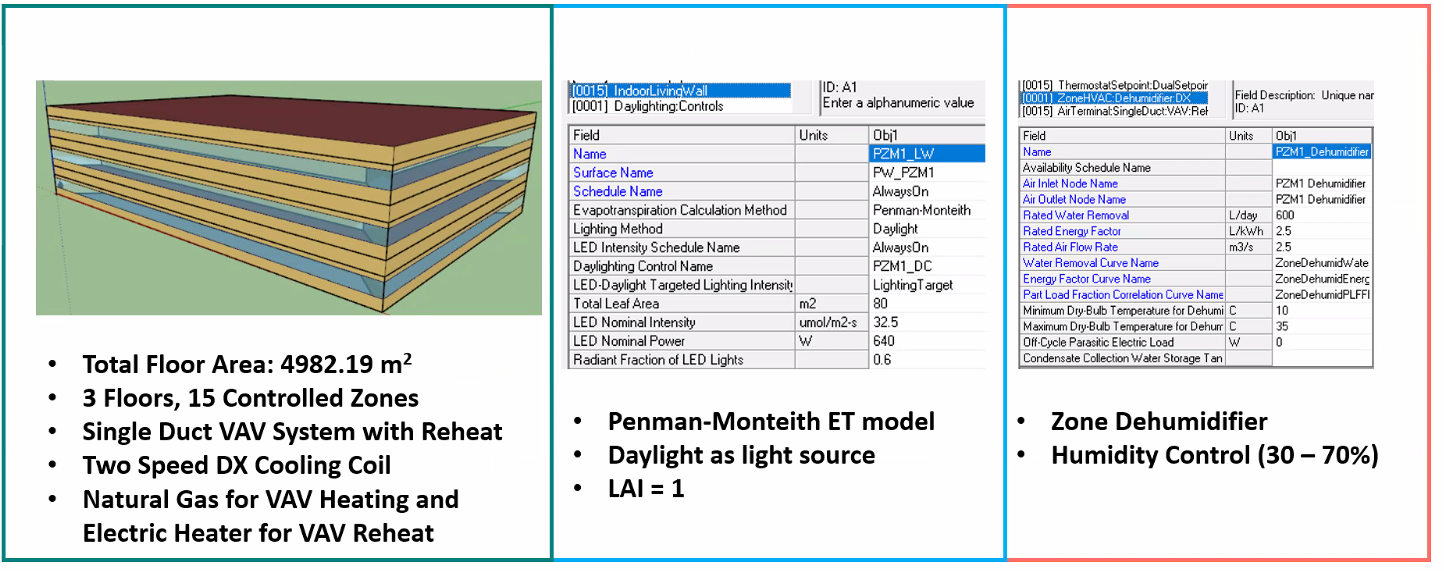 Total Floor Area: 4982.19 m2
3 Floors, 15 Controlled Zones
Single Duct VAV System with Reheat
Two Speed DX Cooling Coil
Natural Gas for VAV Heating and
Electric Heater for VAV Reheat
[0015] IndoorLivingWall
[0001] Daylighting:Controls
ID: A1
Enter a alphanumeric value
Field Units Obj1
Name PZM1_LW
Surface Name PW_PZM1
Schedule Name AlwaysOn
Evapotranspiration Calculation Method Penman-Monteith
Lighting Method Daylight
LED Intensity Schedule Name AlwaysOn
Daylighting Control Name PZM1_DC
LED-Daylight Targeted Lighting Intensity LightingTarget
Total Leaf Area m2 80
LED Nominal Intensity umol/m2-s 32.5
LED Nominal Power W 640
Radiant Fraction of LED Lights 0.6
Penman-Monteith ET model
Daylight as light source
LAI = 1
[0015] ThermostatSetpoint:DualSetpoir
[0001] ZoneHVAC:Dehumidifier:DX
[0015] AirTerminal:SingleDuct:VAV:Reh
Field Description: Unique nar
ID: A1
Field Units Obj1
Name PZM1_Dehumidifier
Availability Schedule Name
Air Inlet Node Name PZM1 Dehumidifier
Air Outlet Node Name PZM1 Dehumidifier
Rated Water Removal L/day 600
Rated Energy Factor L/kWh 2.5
Rated Air Flow Rate m3/s 2.5
Water Removal Curve Name ZoneDehumidWate
Energy Factor Curve Name ZoneDehumidEnerg
Part Load Fraction Correlation Curve Name ZoneDehumidPLFFI
Minimum Dry-Bulb Temperature for Dehumi C 10
Maximum Dry-Bulb Temperature for Dehum C 35
Off-Cycle Parasitic Electric Load W 0
Condensate Collection Water Storage Tan
Zone Dehumidifier
Humidity Control (30 – 70%)